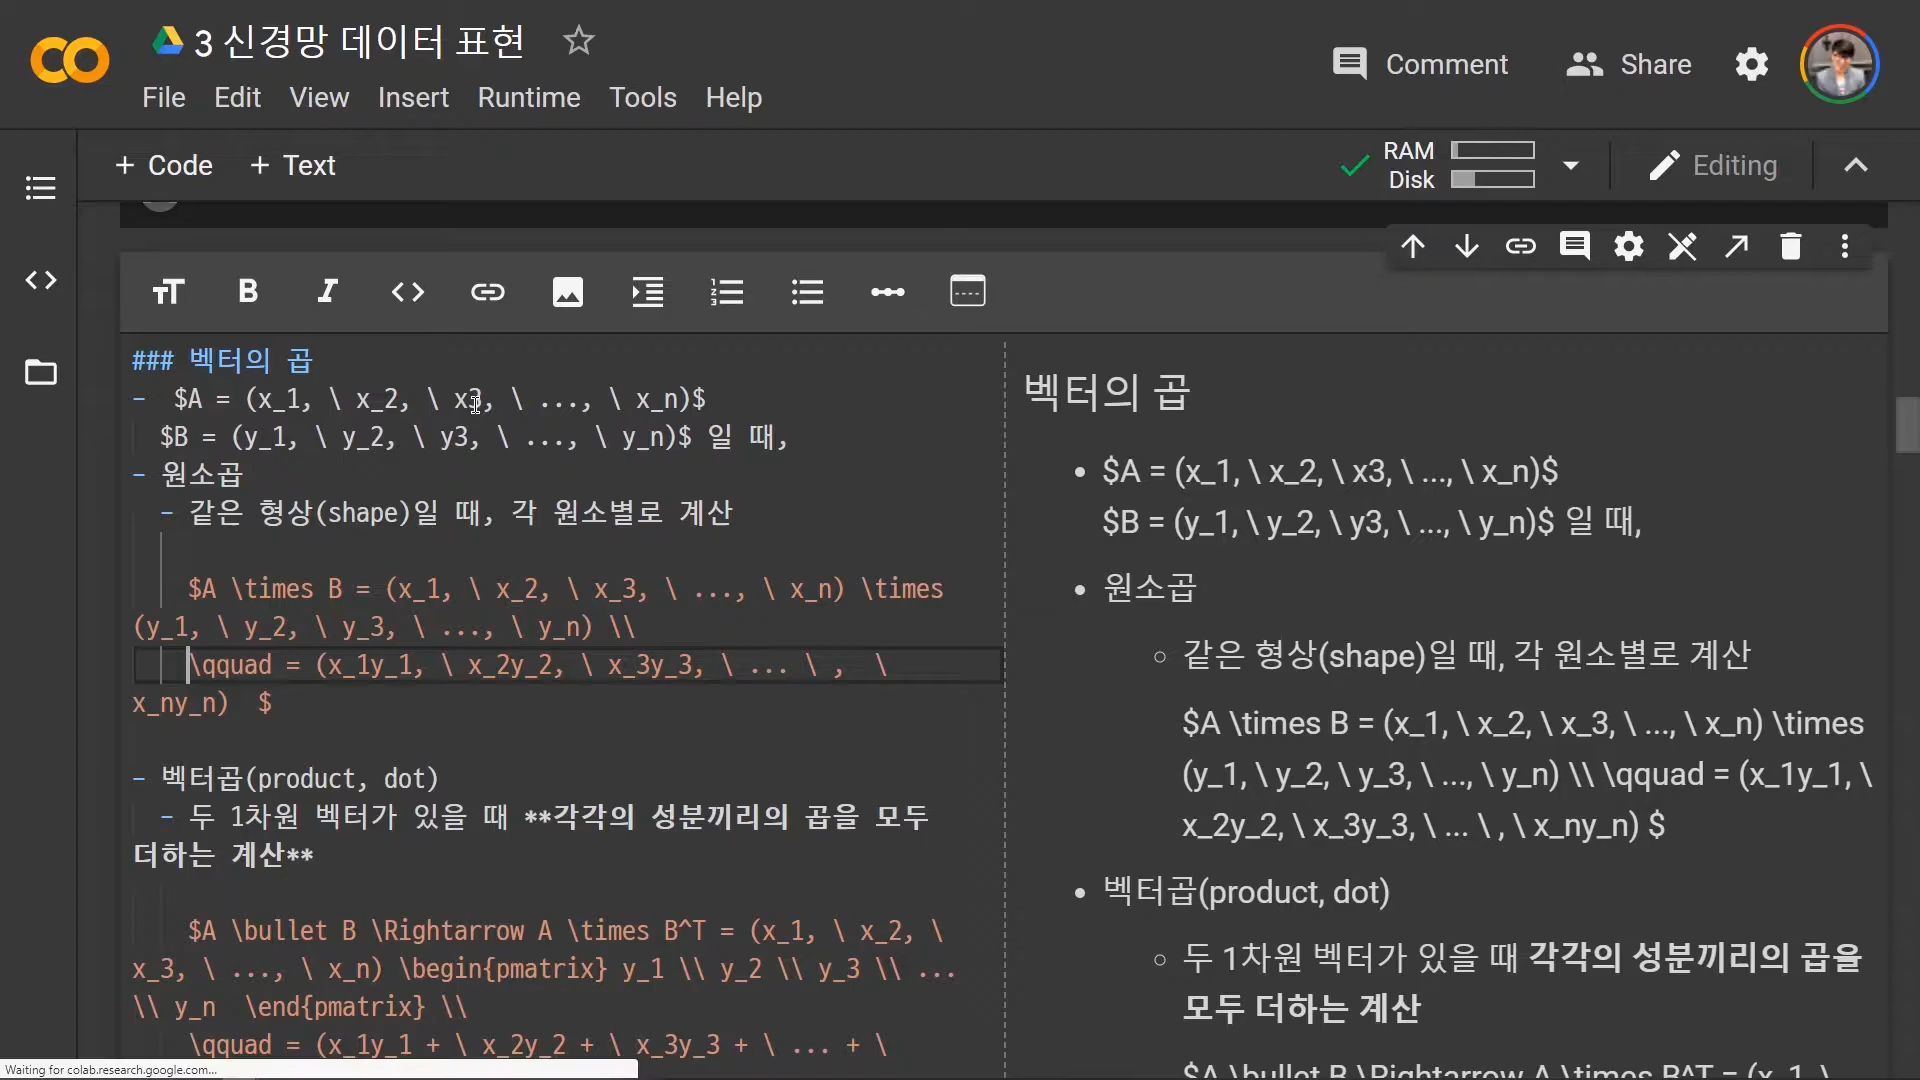 3 신경망 데이터 표현
Comment
Share
File Edit View Insert Runtime Tools Help
+ Code + Text
RAM
Disk
Editing
### 벡터의 곱
-  $A = (x_1, \ x_2, \ x3, \ ..., \ x_n)$
$B = (y_1, \ y_2, \ y3, \ ..., \ y_n)$ 일 때,
- 원소곱
- 같은 형상(shape)일 때, 각 원소별로 계산
$A \times B = (x_1, \ x_2, \ x_3, \ ..., \ x_n) \times
(y_1, \ y_2, \ y_3, \ ..., \ y_n) \\
\qquad = (x_1y_1, \ x_2y_2, \ x_3y_3, \ ... \ ,  \
x_ny_n)  $
- 벡터곱(product, dot)
- 두 1차원 벡터가 있을 때 **각각의 성분끼리의 곱을 모두
더하는 계산**
$A \bullet B \Rightarrow A \times B^T = (x_1, \ x_2, \
x_3, \ ..., \ x_n) \begin{pmatrix} y_1 \\ y_2 \\ y_3 \\ ...
\\ y_n  \end{pmatrix} \\
\qquad = (x_1y_1 + \ x_2y_2 + \ x_3y_3 + \ ... + \
벡터의 곱
• $A = (x_1, \ x_2, \ x3, \ ..., \ x_n)$
$B = (y_1, \ y_2, \ y3, \ ..., \ y_n)$ 일 때,
• 원소곱
○ 같은 형상(shape)일 때, 각 원소별로 계산
$A \times B = (x_1, \ x_2, \ x_3, \ ..., \ x_n) \times
(y_1, \ y_2, \ y_3, \ ..., \ y_n) \\ \qquad = (x_1y_1, \
x_2y_2, \ x_3y_3, \ ... \ , \ x_ny_n) $
• 벡터곱(product, dot)
○ 두 1차원 벡터가 있을 때 각각의 성분끼리의 곱을
모두 더하는 계산
$A \bullet B \Rightarrow A \times B^T = (x_1, \
Waiting for colab.research.google.com...